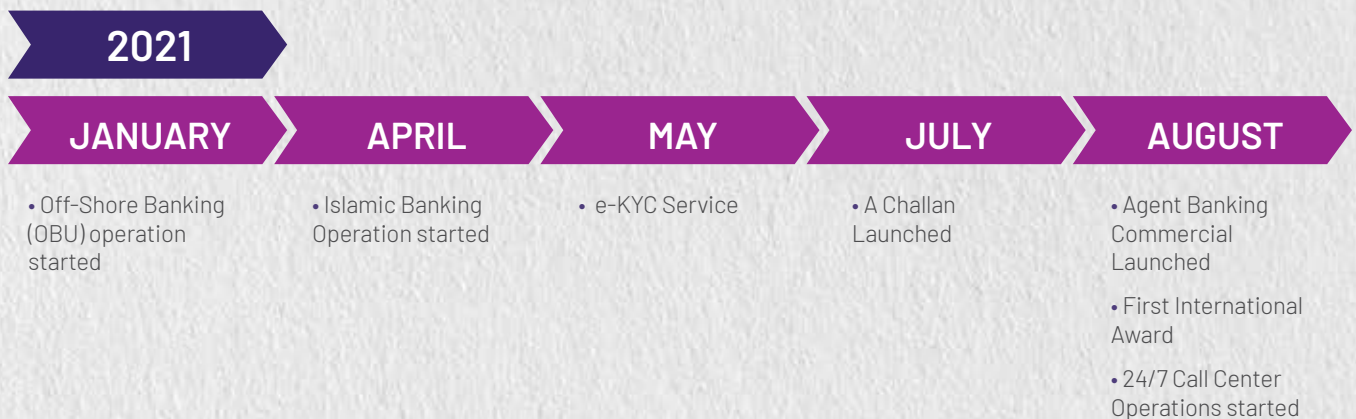 2021
JANUARY
APRIL
MAY
JULY
AUGUST
• Off-Shore Banking
(OBU) operation
started
• Islamic Banking
Operation started
• e-KYC Service
• A Challan
Launched
• Agent Banking
Commercial
Launched
• First International
Award
• 24/7 Call Center
Operations started